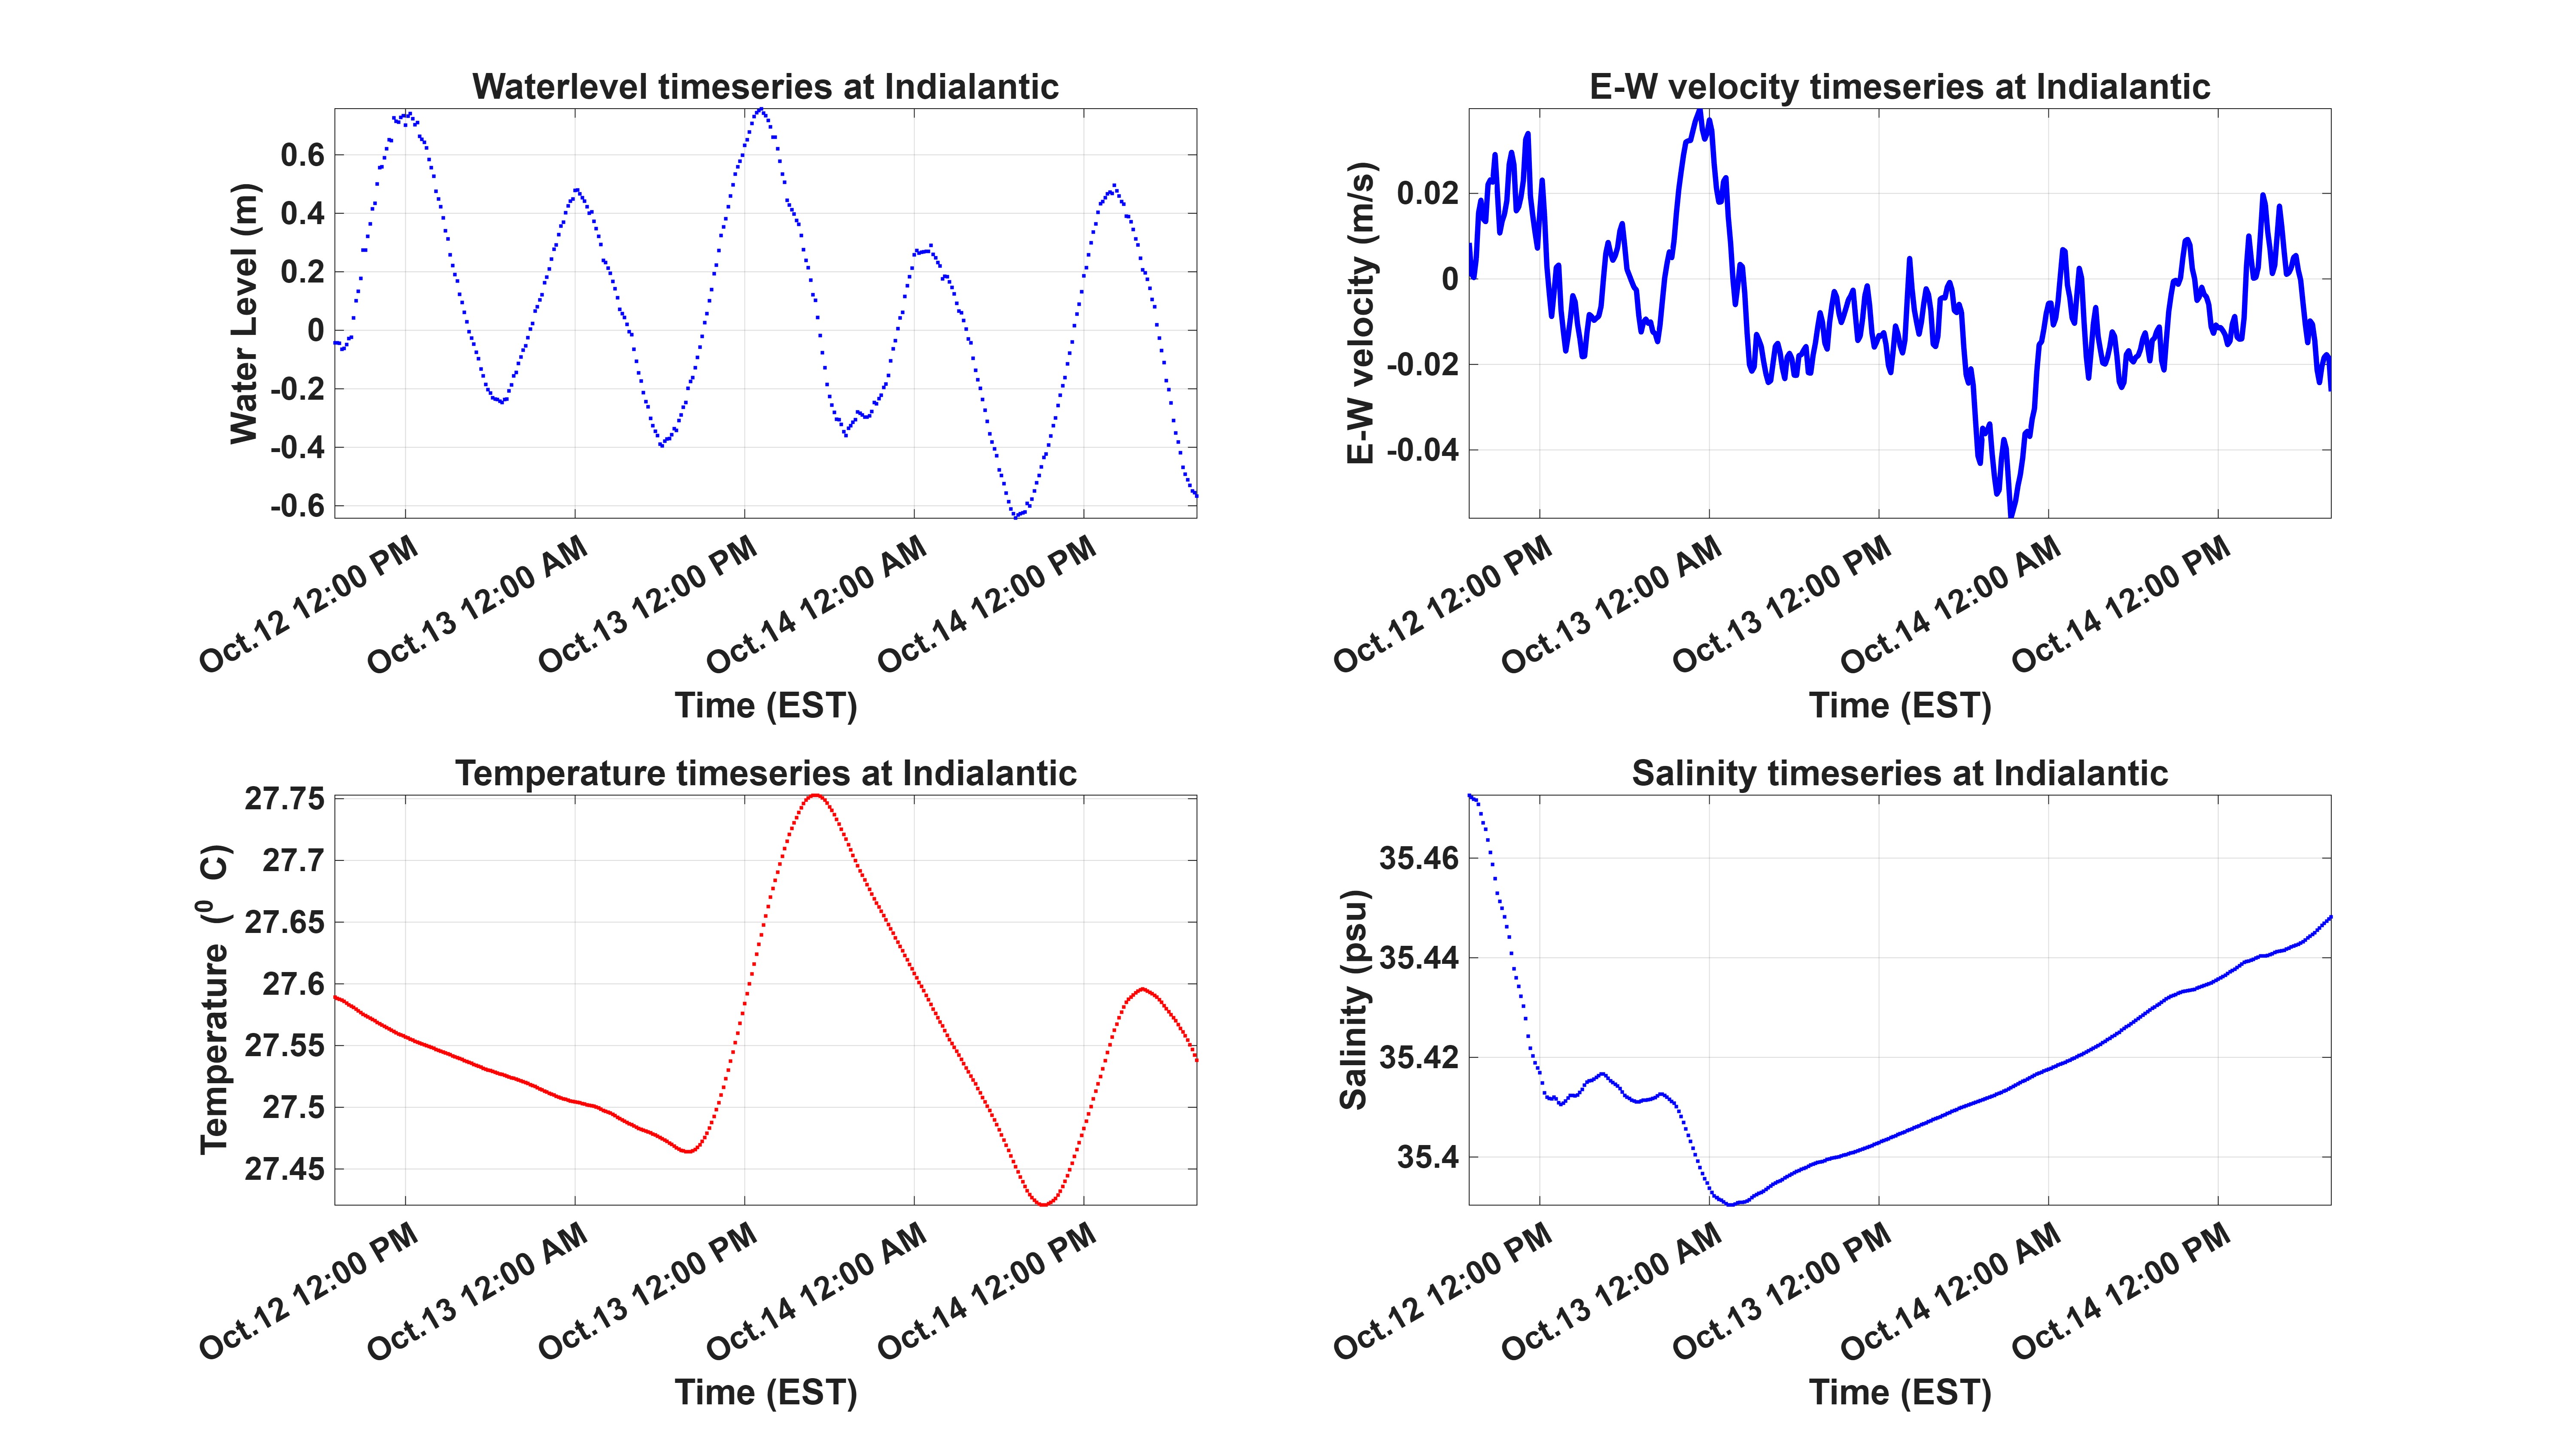 Waterlevel timeseries at Indialantic
Water Level (m)
0.6
0.4
0.2
0
-0.2
-0.4
-0.6
Oct.12 12:00 PM
Oct.13 12:00 AM
Oct.13 12:00 PM
Oct.14 12:00 AM
Oct.14 12:00 PM
Time (EST)
E-W velocity timeseries at Indialantic
E-W velocity (m/s)
0.02
0
-0.02
-0.04
Oct.12 12:00 PM
Oct.13 12:00 AM
Oct.13 12:00 PM
Oct.14 12:00 AM
Oct.14 12:00 PM
Time (EST)
Temperature timeseries at Indialantic
Temperature (⁰ C)
27.75
27.7
27.65
27.6
27.55
27.5
27.45
Oct.12 12:00 PM
Oct.13 12:00 AM
Oct.13 12:00 PM
Oct.14 12:00 AM
Oct.14 12:00 PM
Time (EST)
Salinity timeseries at Indialantic
Salinity (psu)
35.46
35.44
35.42
35.4
Oct.12 12:00 PM
Oct.13 12:00 AM
Oct.13 12:00 PM
Oct.14 12:00 AM
Oct.14 12:00 PM
Time (EST)